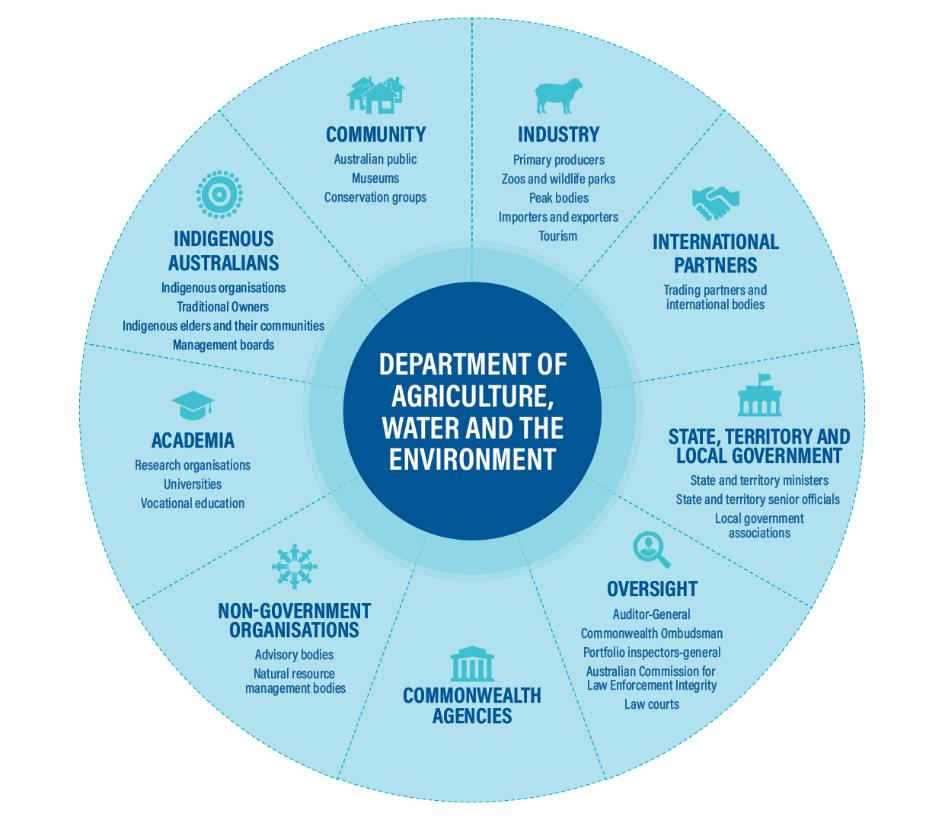 COMMUNITY
Australian public
Museums
Conservation groups
INDUSTRY
Primary producers
Zoos and wildlife parks
Peak bodies
Importers and exporters
Tourism
INDIGENOUS
AUSTRALIANS
Indigenous organisations
Traditional Owners
Indigenous elders and their communities
Management boards
INTERNATIONAL
PARTNERS
Trading partners and
international bodies
DEPARTMENT OF
AGRICULTURE,
WATER AND THE
ENVIRONMENT
ACADEMIA
Research organisations
Universities
Vocational education
STATE, TERRITORY AND
LOCAL GOVERNMENT
State and territory ministers
State and territory senior officials
Local government
associations
NON-GOVERNMENT
ORGANISATIONS
Advisory bodies
Natural resource
management bodies
COMMONWEALTH
AGENCIES
OVERSIGHT
Auditor-General
Commonwealth Ombudsman
Portfolio inspectors-general
Australian Commission for
Law Enforcement Integrity
Law courts